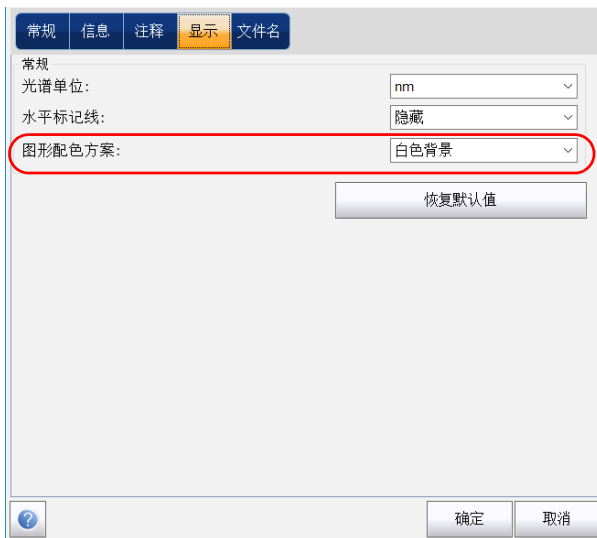 常规 信息 注释 显示 文件名
常规
光谱单位: nm
水平标记线: 隐藏
图形配色方案: 白色背景
恢复默认值
? 确定 取消